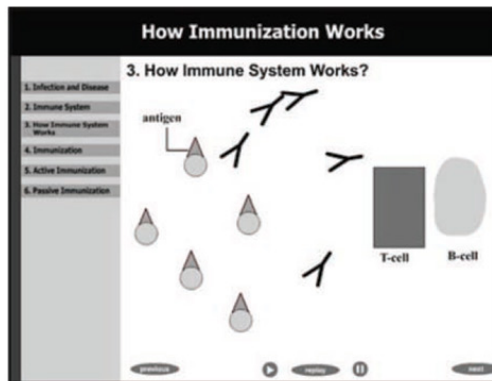 How Immunization Works
3. How Immune System Works?
1. Infection and Disease
2. Immune System
3. How Immune System
Works
4. Immunization
5. Active Immunization
6. Passive Immunization
antigen
T-cell
B-cell
previous
replay
next